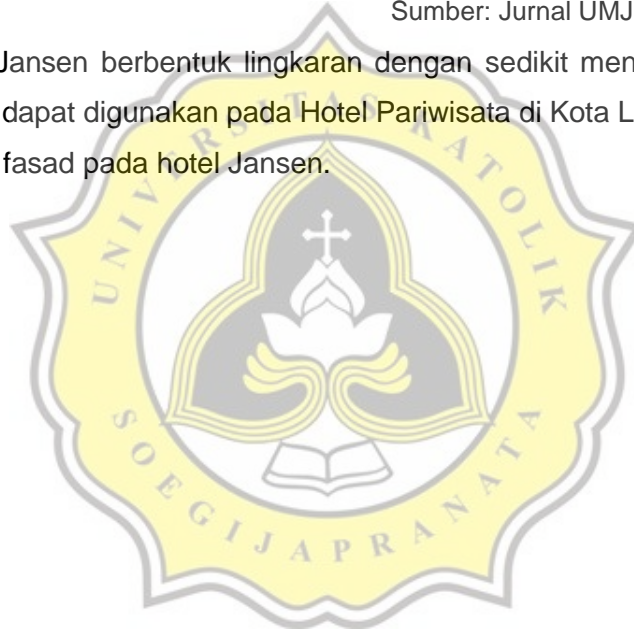 Sumber: Jurnal UMJ
Jansen berbentuk lingkaran dengan sedikit men
dapat digunakan pada Hotel Pariwisata di Kota L
fasad pada hotel Jansen.
UNIVERSITAS KATOLIK
SOEGIJAPRANATA